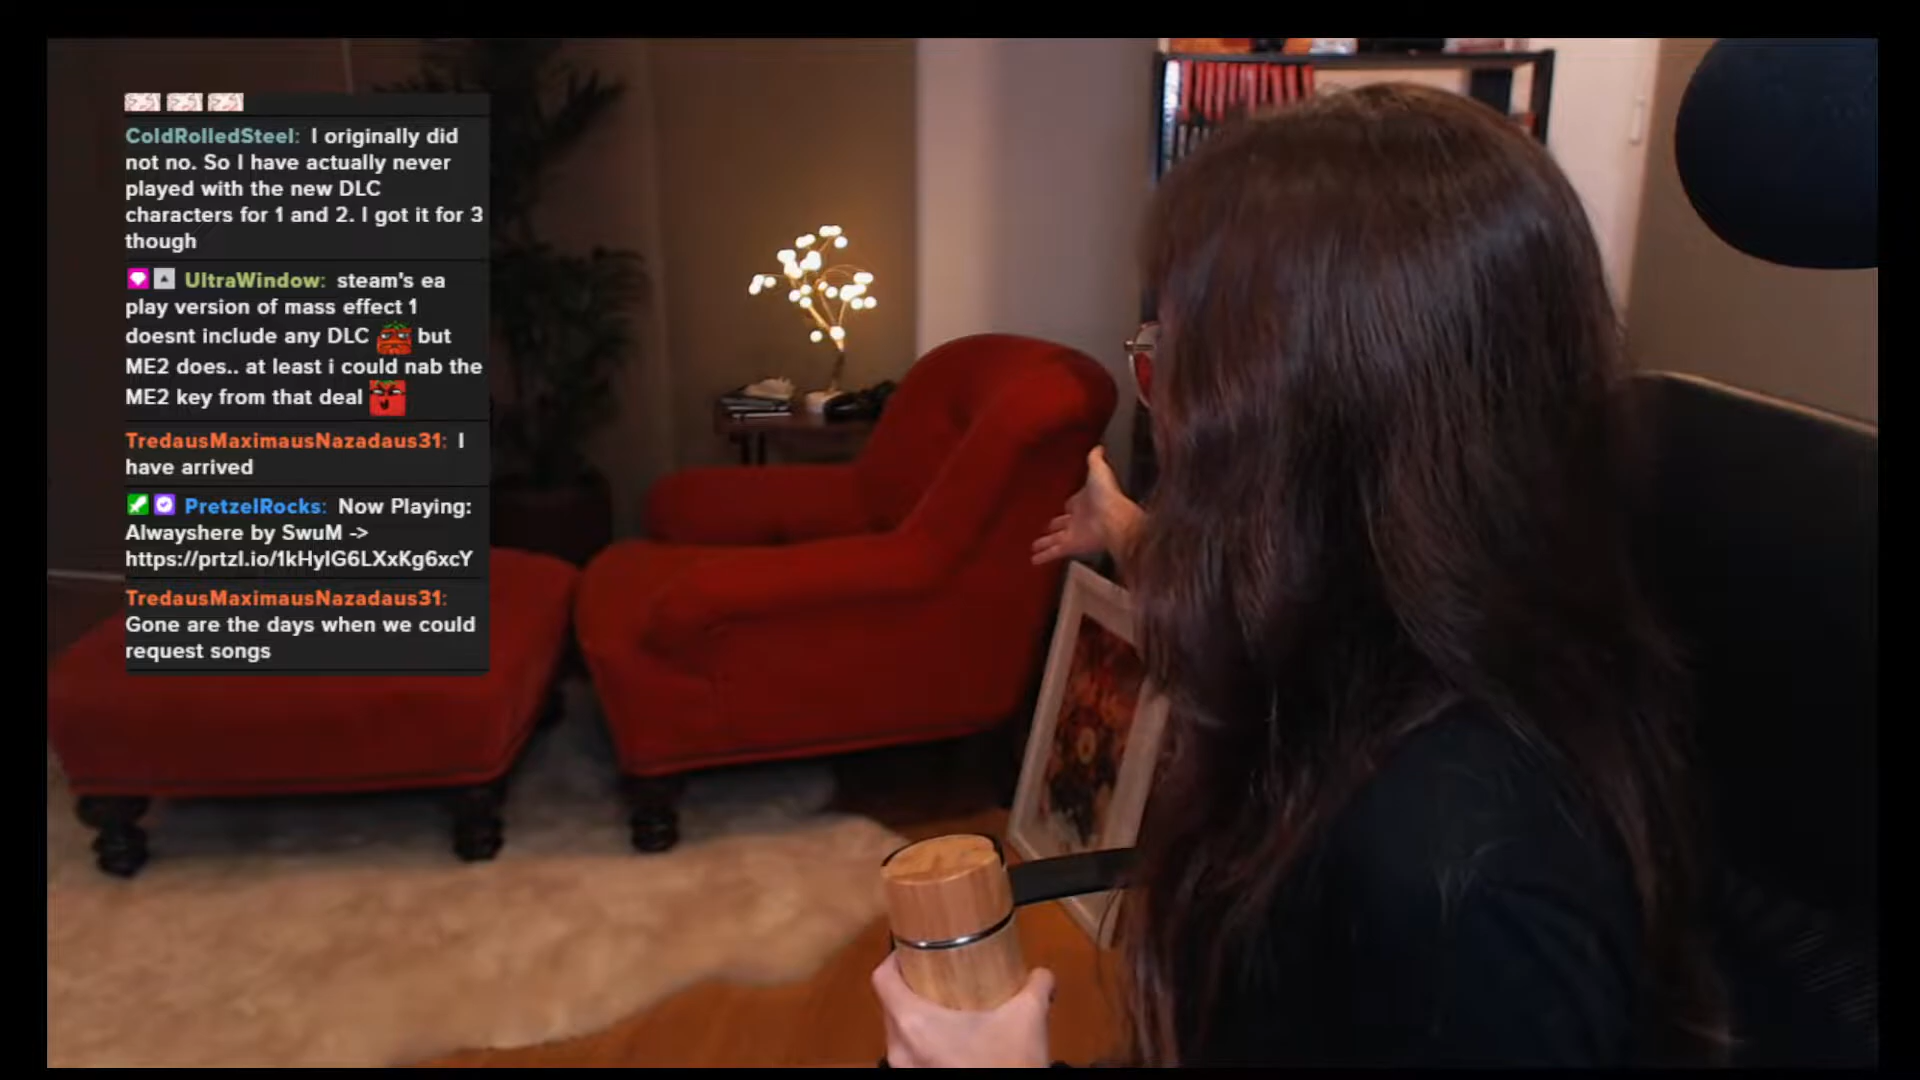 ColdRolledSteel: I originally did
not no. So I have actually never
played with the new DLC
characters for 1 and 2. I got it for 3
though
UltraWindow: steam's ea
play version of mass effect 1
doesnt include any DLC but
ME2 does.. at least i could nab the
ME2 key from that deal
TredausMaximausNazadaus31: I
have arrived
PretzelRocks: Now Playing:
Alwayshere by SwuM ->
https://prtzl.io/1kHylG6LXxKg6xcY
TredausMaximausNazadaus31:
Gone are the days when we could
request songs